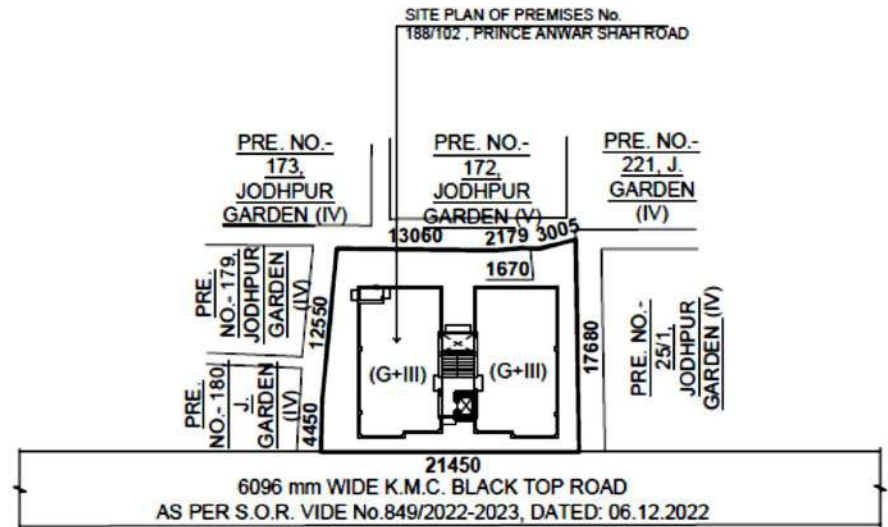 SITE PLAN OF PREMISES No.
188/102 , PRINCE ANWAR SHAH ROAD
PRE. NO.-
173,
JODHPUR
GARDEN (IV)
PRE. NO.-
172,
JODHPUR
GARDEN (V)
PRE. NO.-
221, J.
GARDEN
(IV)
13060
2179
3005
1670
PRE.
NO.- 179,
JODHPUR
GARDEN
(IV)
12550
PRE.
NO.- 180
J.
GARDEN
(IV)
4450
(G+III)
(G+III)
17680
PRE. NO.-
25/1,
JODHPUR
GARDEN (IV)
21450
6096 mm WIDE K.M.C. BLACK TOP ROAD
AS PER S.O.R. VIDE No.849/2022-2023, DATED: 06.12.2022